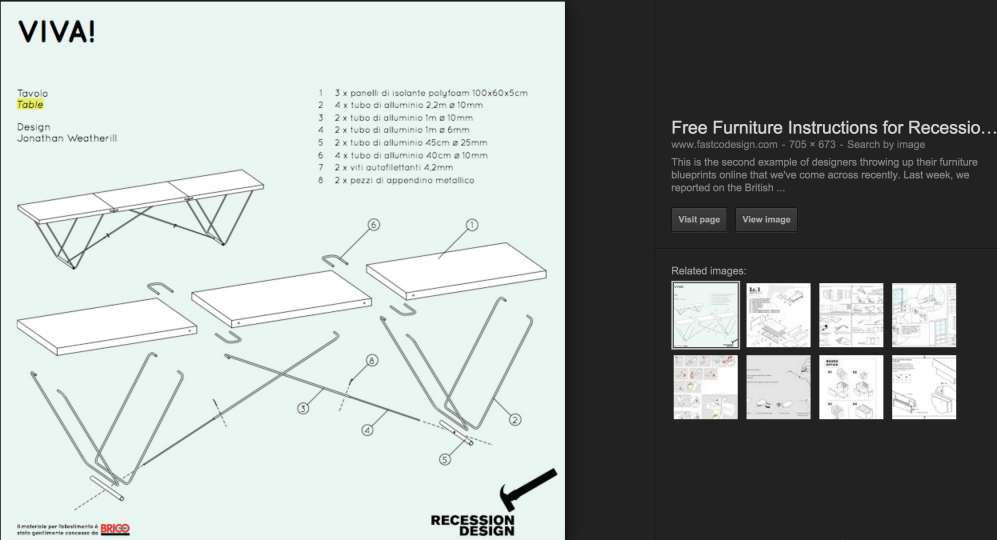 VIVA!
Tavolo
Table
Design
Jonathan Weatherill
1 3 x panelli di isolante polyfoam 100x60x5cm
2 4 x tubo di alluminio 2,2m ø 10mm
3 2 x tubo di alluminio 1m ø 10mm
4 2 x tubo di alluminio 1m ø 6mm
5 2 x tubo di alluminio 45cm ø 25mm
6 4 x tubo di alluminio 40cm ø 10mm
7 2 x viti autofilettanti 4,2mm
8 2 x pezzi di appendino metallico
6
1
8
3
4
2
5
Il materiale per l'allestimento è
stato gentilmente concesso da BRICO
RECESSION
DESIGN
Free Furniture Instructions for Recessio...
www.fastcodesign.com - 705 × 673 - Search by image
This is the second example of designers throwing up their furniture
blueprints online that we've come across recently. Last week, we
reported on the British ...
Visit page
View image
Related images: